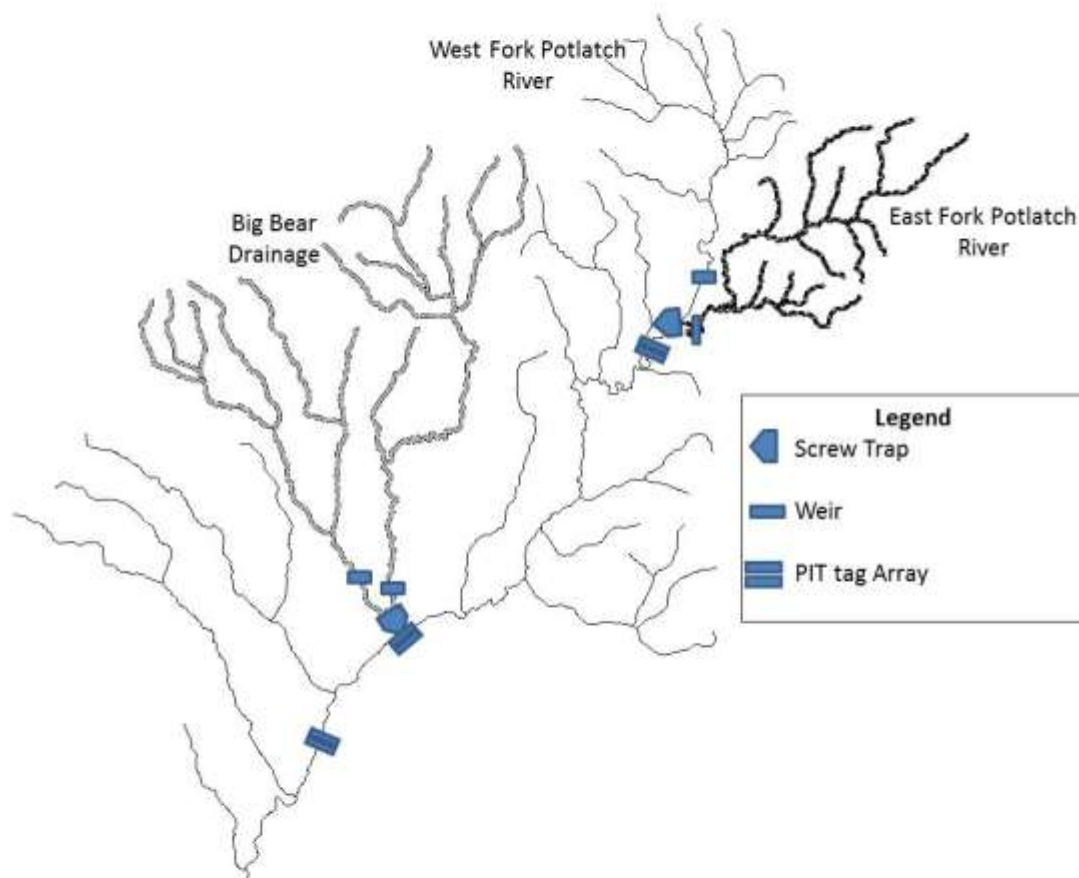 West Fork Potlatch
River
Big Bear
Drainage
East Fork Potlatch
River
Legend
Screw Trap
Weir
PIT tag Array